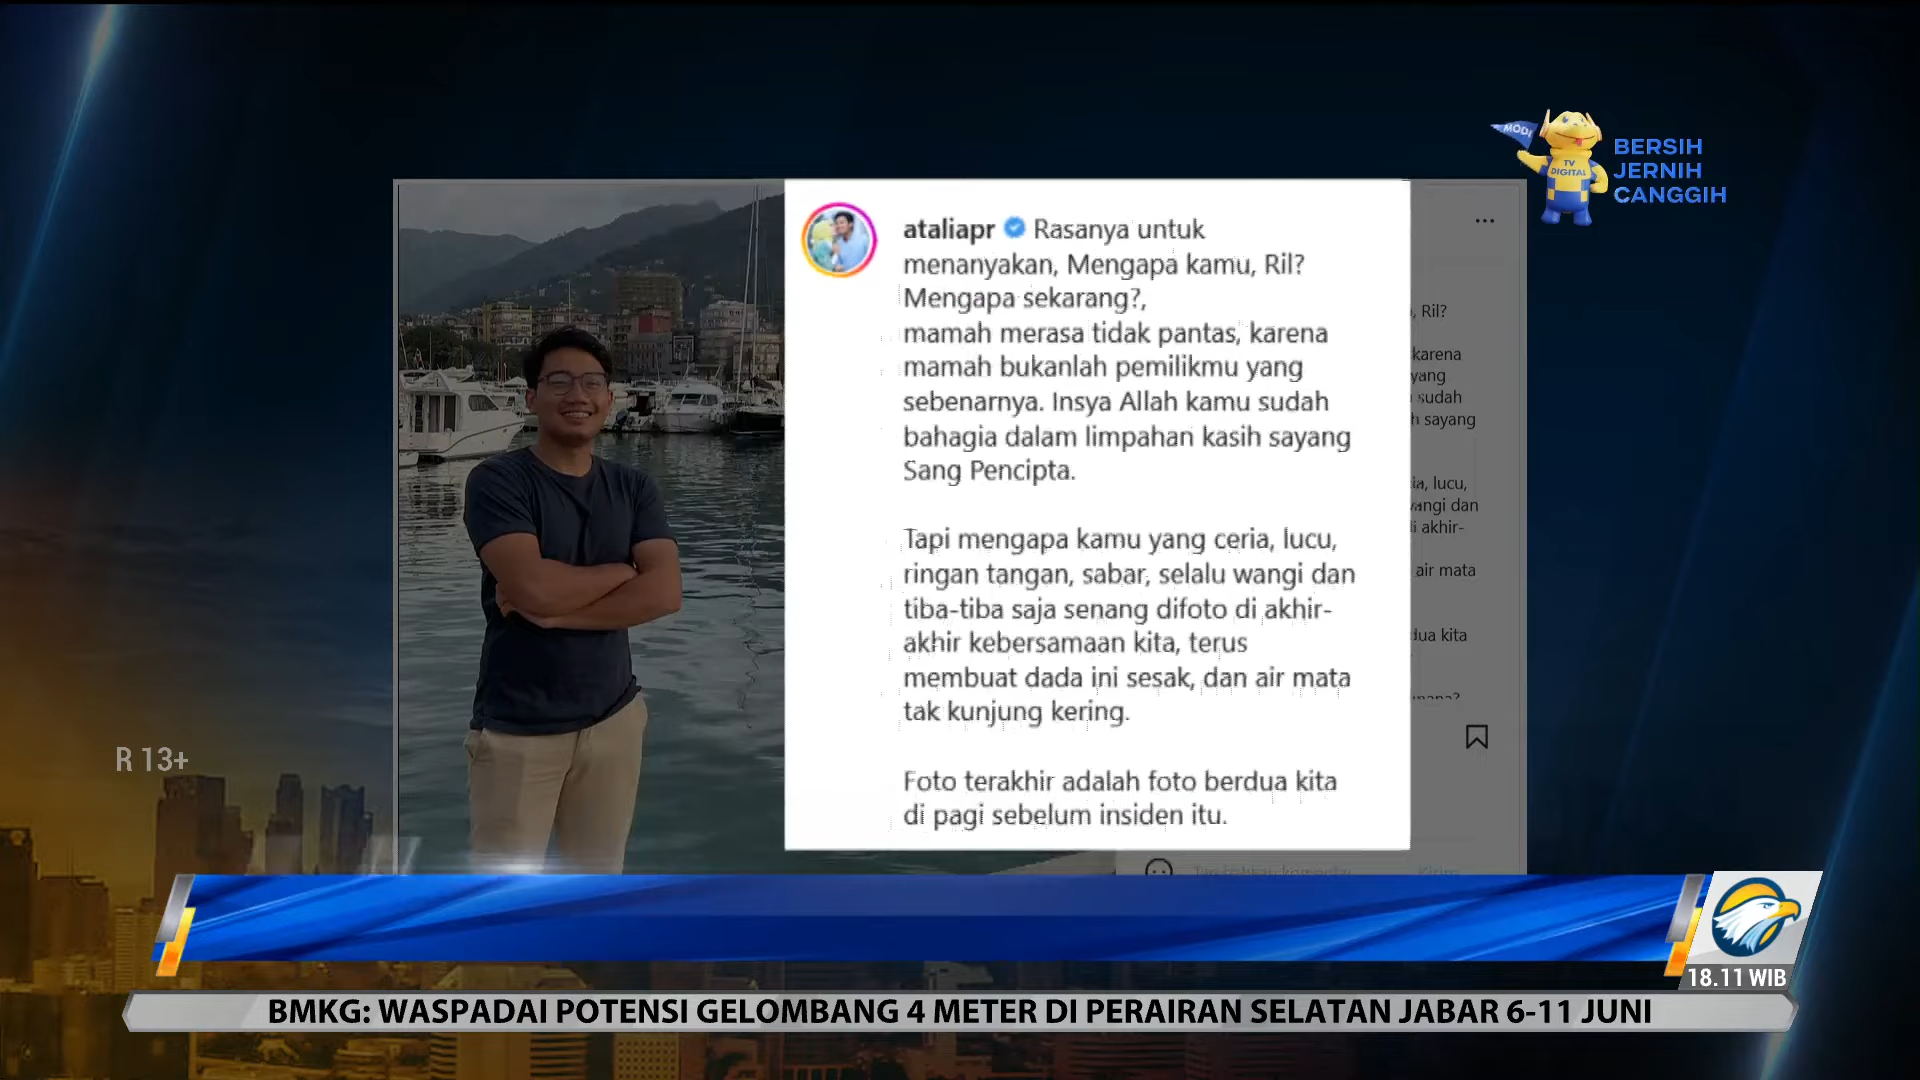 MODI
TV
DIGITAL
BERSIH
JERNIH
CANGGIH
ataliapr Rasanya untuk
menanyakan, Mengapa kamu, Ril?
Mengapa sekarang?,
mamah merasa tidak pantas, karena
mamah bukanlah pemilikmu yang
sebenarnya. Insya Allah kamu sudah
bahagia dalam limpahan kasih sayang
Sang Pencipta.
Tapi mengapa kamu yang ceria, lucu,
ringan tangan, sabar, selalu wangi dan
tiba-tiba saja senang difoto di akhir-
akhir kebersamaan kita, terus
membuat dada ini sesak, dan air mata
tak kunjung kering.
Foto terakhir adalah foto berdua kita
di pagi sebelum insiden itu.
, Ril?
karena
yang
sudah
sayang
lucu,
dan
akhir-
air mata
kita
R 13+
18.11 WIB
BMKG: WASPADAI POTENSI GELOMBANG 4 METER DI PERAIRAN SELATAN JABAR 6-11 JUNI